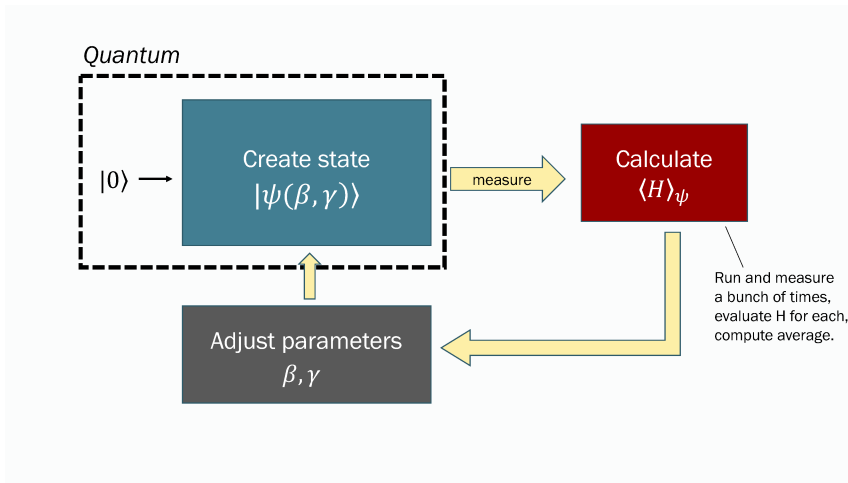 Quantum
|0⟩
Create state
|ψ(β, γ)⟩
measure
Calculate
⟨H⟩ψ
Run and measure
a bunch of times,
evaluate H for each,
compute average.
Adjust parameters
β, γ